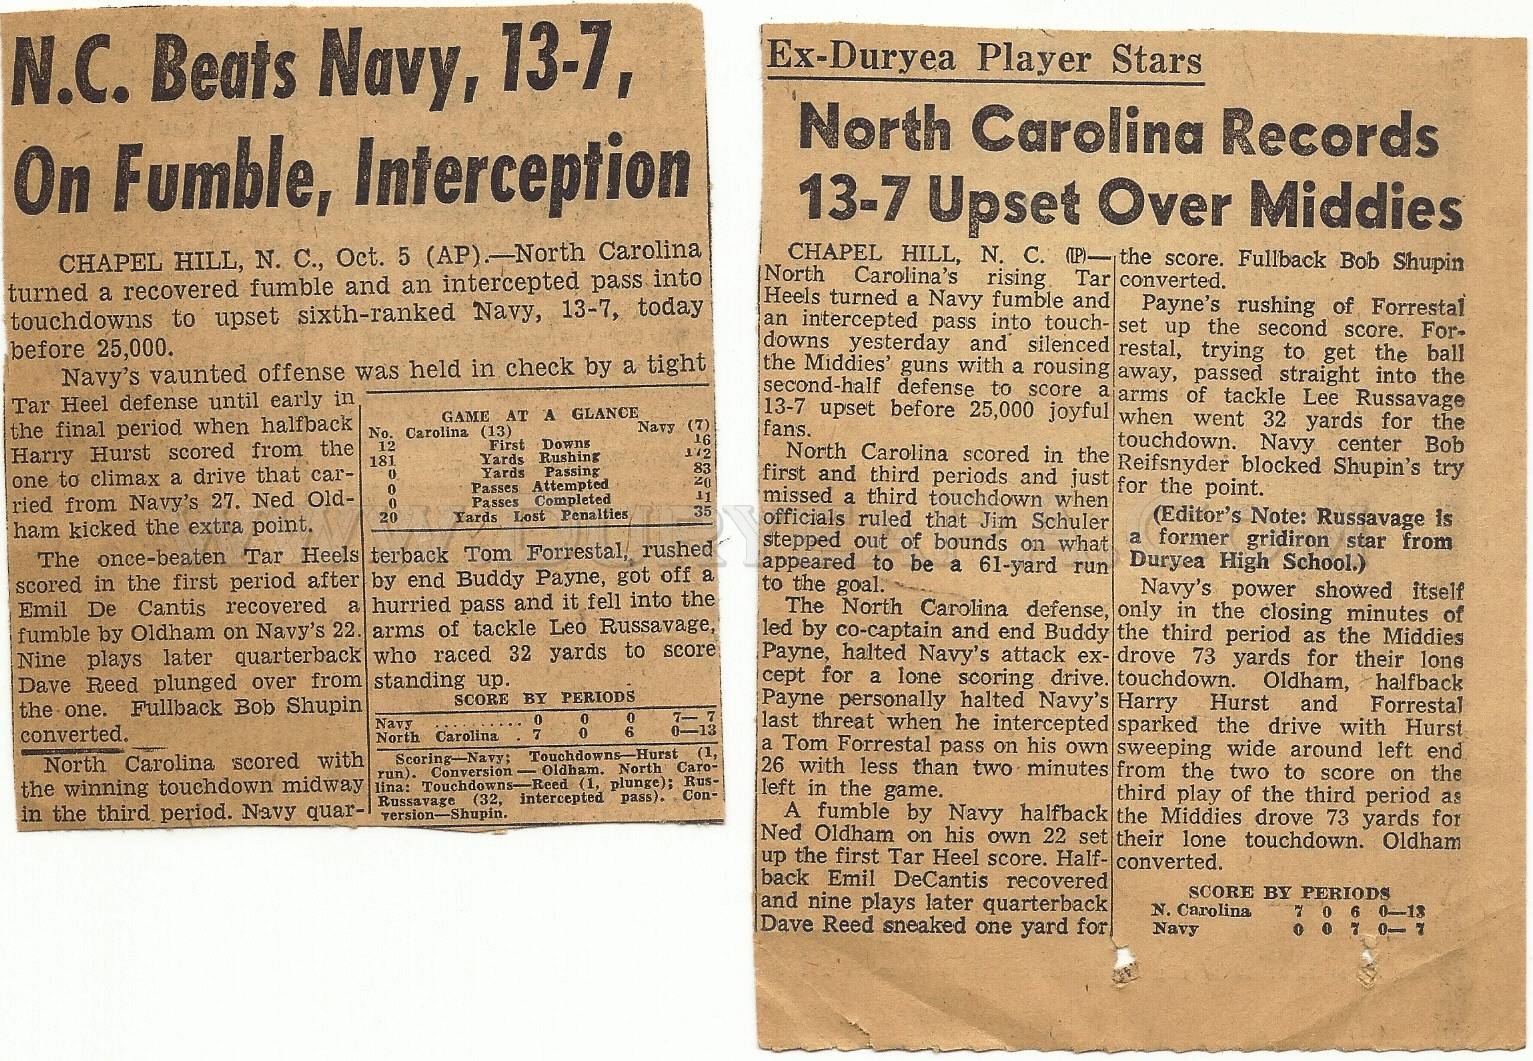 N.C. Beats Navy, 13-7,
On Fumble, Interception
CHAPEL HILL, N. C., Oct. 5 (AP).—North Carolina
turned a recovered fumble and an intercepted pass into
touchdowns to upset sixth-ranked Navy, 13-7, today
before 25,000.
Navy's vaunted offense was held in check by a tight
Tar Heel defense until early in
the final period when halfback
Harry Hurst scored from the
one to climax a drive that car-
ried from Navy's 27. Ned Old-
ham kicked the extra point.
The once-beaten Tar Heels
scored in the first period after
Emil De Cantis recovered a
fumble by Oldham on Navy's 22.
Nine plays later quarterback
Dave Reed plunged over from
the one. Fullback Bob Shupin
converted.
North Carolina scored with
the winning touchdown midway
in the third period. Navy quar-
GAME AT A GLANCE
No. Carolina (13) Navy (7)
12 First Downs 16
181 Yards Rushing
0 Yards Passing 83
0 Passes Attempted 20
0 Passes Completed 11
20 Yards Lost Penalties 35
terback Tom Forrestal, rushed
by end Buddy Payne, got off a
hurried pass and it fell into the
arms of tackle Leo Russavage,
who raced 32 yards to score
standing up.
SCORE BY PERIODS
Navy .......... 0 0 0 7— 7
North Carolina . 7 0 6 0—13
Scoring—Navy; Touchdowns—Hurst (1,
run). Conversion — Oldham. North Caro-
lina: Touchdowns—Reed (1, plunge); Rus-
Russavage (32, intercepted pass). Con-
version—Shupin.
Ex-Duryea Player Stars
North Carolina Records
13-7 Upset Over Middies
CHAPEL HILL, N. C. (UP)—
North Carolina's rising Tar
Heels turned a Navy fumble and
an intercepted pass into touch-
downs yesterday and silenced
the Middies' guns with a rousing
second-half defense to score a
13-7 upset before 25,000 joyful
fans.
North Carolina scored in the
first and third periods and just
missed a third touchdown when
officials ruled that Jim Schuler
stepped out of bounds on what
appeared to be a 61-yard run
to the goal.
The North Carolina defense,
led by co-captain and end Buddy
Payne, halted Navy's attack ex-
cept for a lone scoring drive.
Payne personally halted Navy's
last threat when he intercepted
a Tom Forrestal pass on his own
26 with less than two minutes
left in the game.
A fumble by Navy halfback
Ned Oldham on his own 22 set
up the first Tar Heel score. Half-
back Emil DeCantis recovered
and nine plays later quarterback
Dave Reed sneaked one yard for
the score. Fullback Bob Shupin
converted.
Payne's rushing of Forrestal
set up the second score. For-
restal, trying to get the ball
away, passed straight into the
arms of tackle Lee Russavage
when went 32 yards for the
touchdown. Navy center Bob
Reifsnyder blocked Shupin's try
for the point.
(Editor's Note: Russavage is
a former gridiron star from
Duryea High School.)
Navy's power showed itself
only in the closing minutes of
the third period as the Middies
drove 73 yards for their lone
touchdown. Oldham, halfback
Harry Hurst and Forrestal
sparked the drive with Hurst
sweeping wide around left end
from the two to score on the
third play of the third period as
the Middies drove 73 yards for
their lone touchdown. Oldham
converted.
SCORE BY PERIODS
N. Carolina 7 0 6 0—13
Navy 0 0 7 0— 7